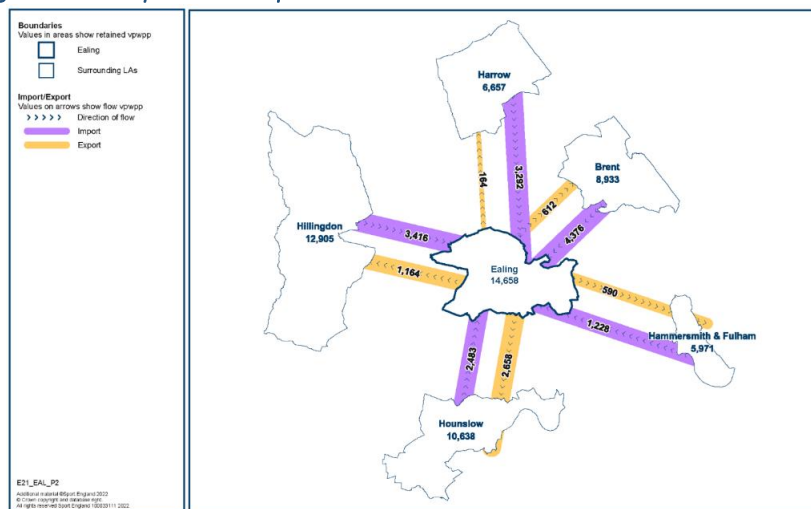 Boundaries
Values in areas show retained vpwpp
Ealing
Surrounding LAs
Import/Export
Values on arrows show flow vpwpp
Direction of flow
Import
Export
E21_EAL_P2
Additional material ©Sport England 2022
© Crown copyright and database right.
All rights reserved Sport England 100033111 2022
Harrow
6,657
164
3,292
Brent
8,933
612
4,376
Hillingdon
12,905
3,416
1,164
Ealing
14,658
590
1,228
Hammersmith & Fulham
5,971
2,483
2,658
Hounslow
10,638